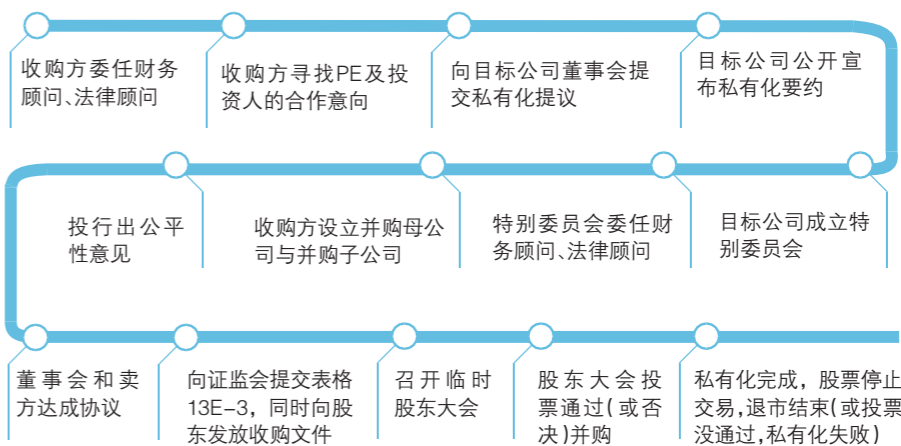 收购方委任财务
顾问、法律顾问
收购方寻找PE及投
资人的合作意向
向目标公司董事会提
交私有化提议
目标公司公开宣
布私有化要约
目标公司成立特
别委员会
特别委员会委任财
务顾问、法律顾问
收购方设立并购母公
司与并购子公司
投行出公平
性意见
董事会和卖
方达成协议
向证监会提交表格
13E-3，同时向股
东发放收购文件
召开临时
股东大会
股东大会投
票通过(或否
决)并购
私有化完成，股票停止
交易,退市结束(或投票
没通过,私有化失败)